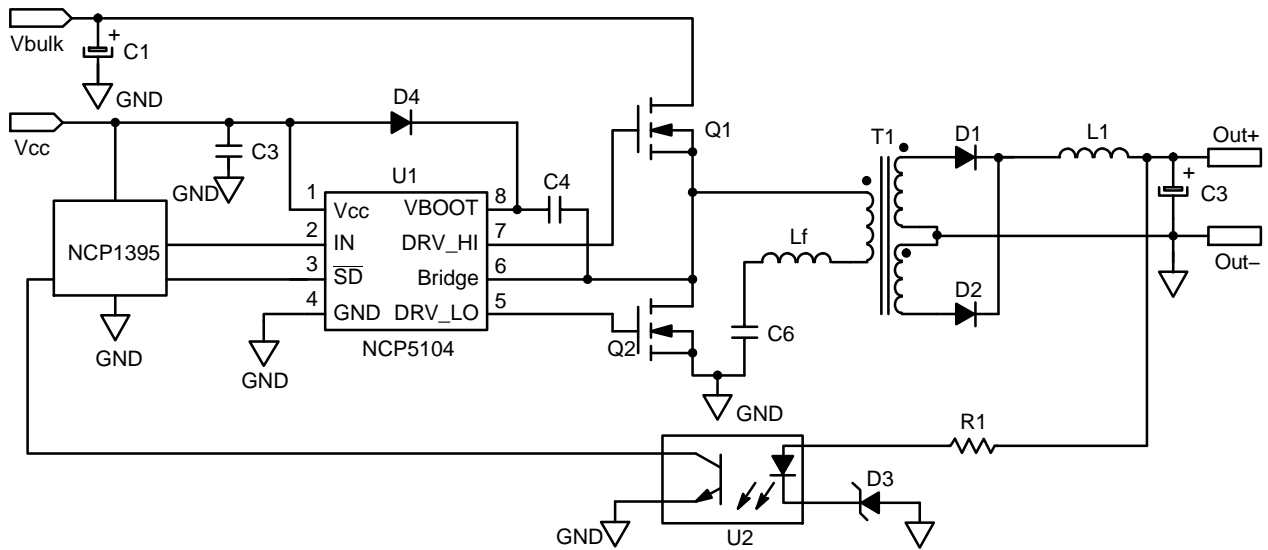 Vbulk
+
C1
GND
Vcc
D4
C3
GND
U1
C4
Q1
T1
D1
L1
Out+
+
C3
Out–
NCP1395
1
2
3
4
Vcc
IN
SD
GND
VBOOT
DRV_HI
Bridge
DRV_LO
8
7
6
5
NCP5104
GND
GND
Lf
D2
Q2
C6
GND
R1
D3
GND
U2